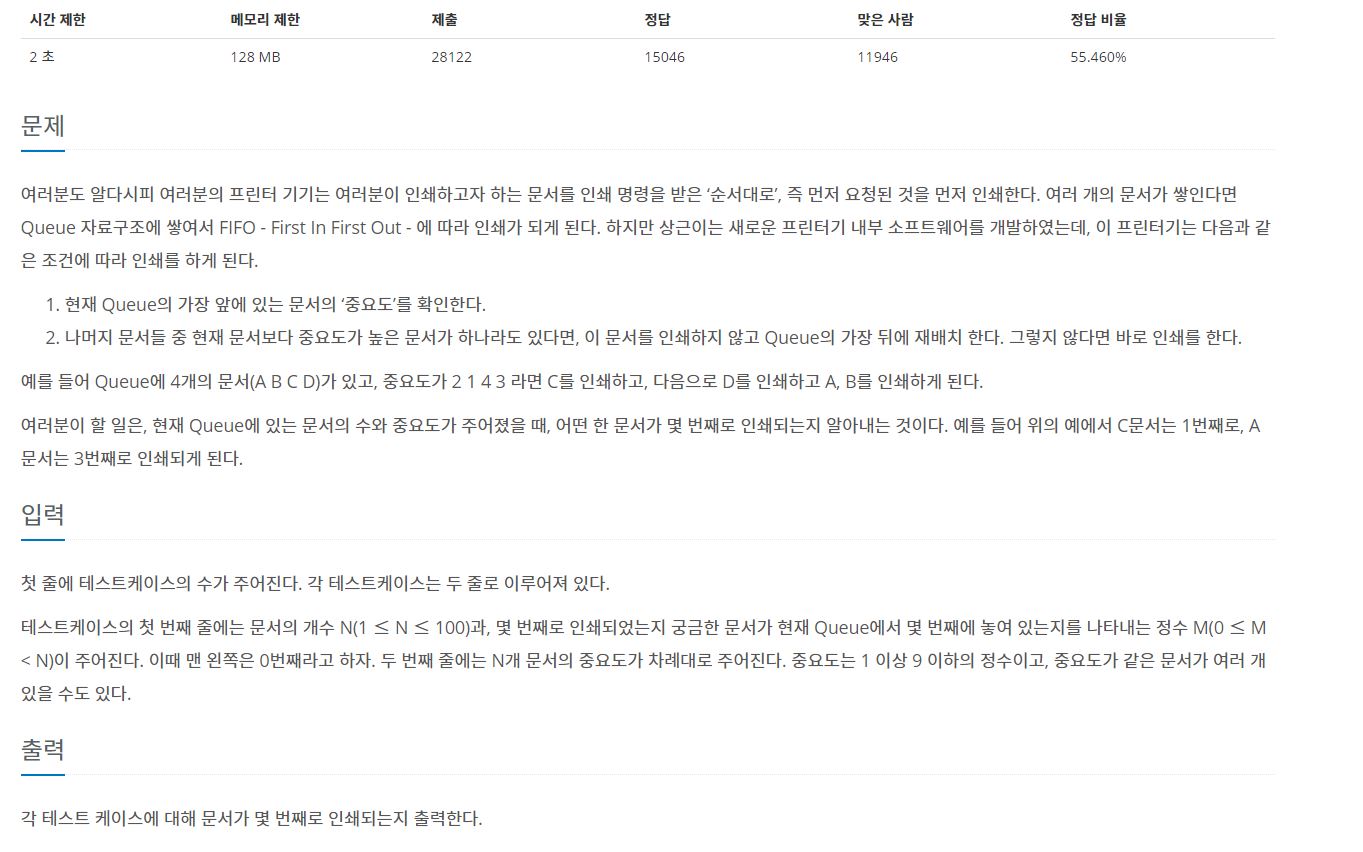 시간 제한 메모리 제한 제출 정답 맞은 사람 정답 비율
2 초 128 MB 28122 15046 11946 55.460%
문제
여러분도 알다시피 여러분의 프린터 기기는 여러분이 인쇄하고자 하는 문서를 인쇄 명령을 받은 ‘순서대로’, 즉 먼저 요청된 것을 먼저 인쇄한다. 여러 개의 문서가 쌓인다면
Queue 자료구조에 쌓여서 FIFO - First In First Out - 에 따라 인쇄가 되게 된다. 하지만 상근이는 새로운 프린터기 내부 소프트웨어를 개발하였는데, 이 프린터기는 다음과 같
은 조건에 따라 인쇄를 하게 된다.
1. 현재 Queue의 가장 앞에 있는 문서의 ‘중요도’를 확인한다.
2. 나머지 문서들 중 현재 문서보다 중요도가 높은 문서가 하나라도 있다면, 이 문서를 인쇄하지 않고 Queue의 가장 뒤에 재배치 한다. 그렇지 않다면 바로 인쇄를 한다.
예를 들어 Queue에 4개의 문서(A B C D)가 있고, 중요도가 2 1 4 3 라면 C를 인쇄하고, 다음으로 D를 인쇄하고 A, B를 인쇄하게 된다.
여러분이 할 일은, 현재 Queue에 있는 문서의 수와 중요도가 주어졌을 때, 어떤 한 문서가 몇 번째로 인쇄되는지 알아내는 것이다. 예를 들어 위의 예에서 C문서는 1번째로, A
문서는 3번째로 인쇄되게 된다.
입력
첫 줄에 테스트케이스의 수가 주어진다. 각 테스트케이스는 두 줄로 이루어져 있다.
테스트케이스의 첫 번째 줄에는 문서의 개수 N(1 ≤ N ≤ 100)과, 몇 번째로 인쇄되었는지 궁금한 문서가 현재 Queue에서 몇 번째에 놓여 있는지를 나타내는 정수 M(0 ≤ M
< N)이 주어진다. 이때 맨 왼쪽은 0번째라고 하자. 두 번째 줄에는 N개 문서의 중요도가 차례대로 주어진다. 중요도는 1 이상 9 이하의 정수이고, 중요도가 같은 문서가 여러 개
있을 수도 있다.
출력
각 테스트 케이스에 대해 문서가 몇 번째로 인쇄되는지 출력한다.